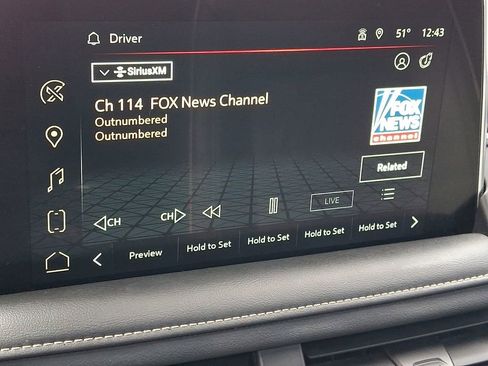 Driver
51° 12:43
SiriusXM
Ch 114 FOX News Channel
Outnumbered
Outnumbered
FOX
NEWS
channel
Related
CH CH LIVE
Preview Hold to Set Hold to Set Hold to Set Hold to Set